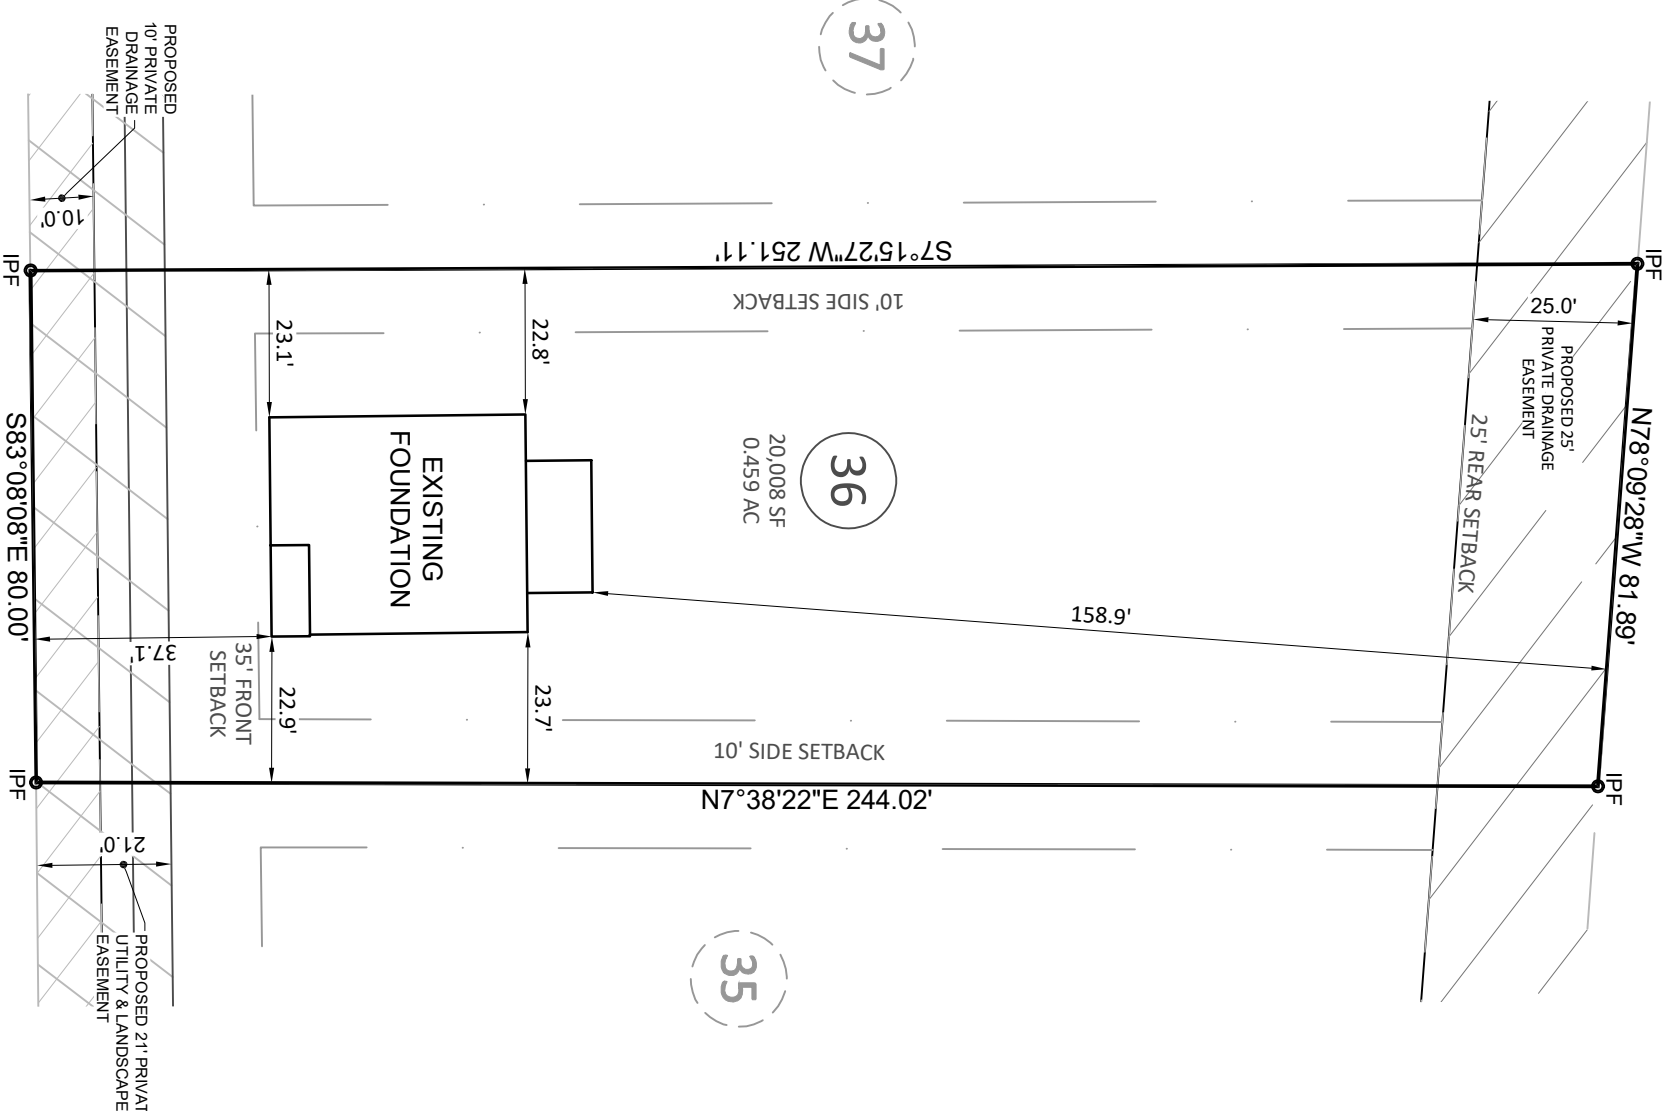 37
PROPOSED
10' PRIVATE
DRAINAGE
EASEMENT
10.0'
IPF
S7°15'27"W 251.11'
IPF
10' SIDE SETBACK
23.1'
22.8'
25.0'
PROPOSED 25'
PRIVATE DRAINAGE
EASEMENT
N78°09'28"W 81.89'
25' REAR SETBACK
36
20,008 SF
0.459 AC
EXISTING
FOUNDATION
S83°08'08"E 80.00'
158.9'
37.1'
35' FRONT
SETBACK
22.9'
23.7'
10' SIDE SETBACK
N7°38'22"E 244.02'
IPF
IPF
21.0'
PROPOSED 21' PRIVAT
UTILITY & LANDSCAPE
EASEMENT
35